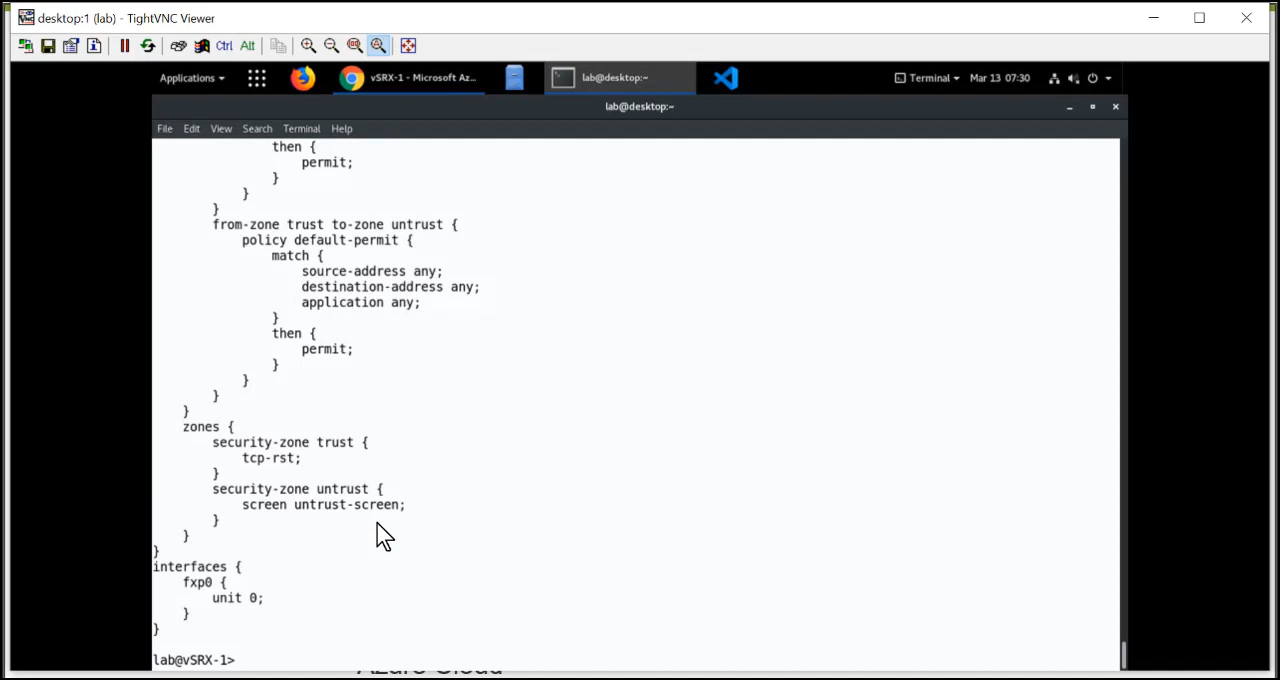 desktop:1 (lab) - TightVNC Viewer
Ctrl Alt
Applications vSRX-1 - Microsoft Az... lab@desktop:~ Terminal Mar 13 07:30
lab@desktop:~
File Edit View Search Terminal Help
                then {
                    permit;
                }
            }
        }
        from-zone trust to-zone untrust {
            policy default-permit {
                match {
                    source-address any;
                    destination-address any;
                    application any;
                }
                then {
                    permit;
                }
            }
        }
    }
    zones {
        security-zone trust {
            tcp-rst;
        }
        security-zone untrust {
            screen untrust-screen;
        }
    }
}
interfaces {
    fxp0 {
        unit 0;
    }
}
lab@vSRX-1>
Azure Cloud